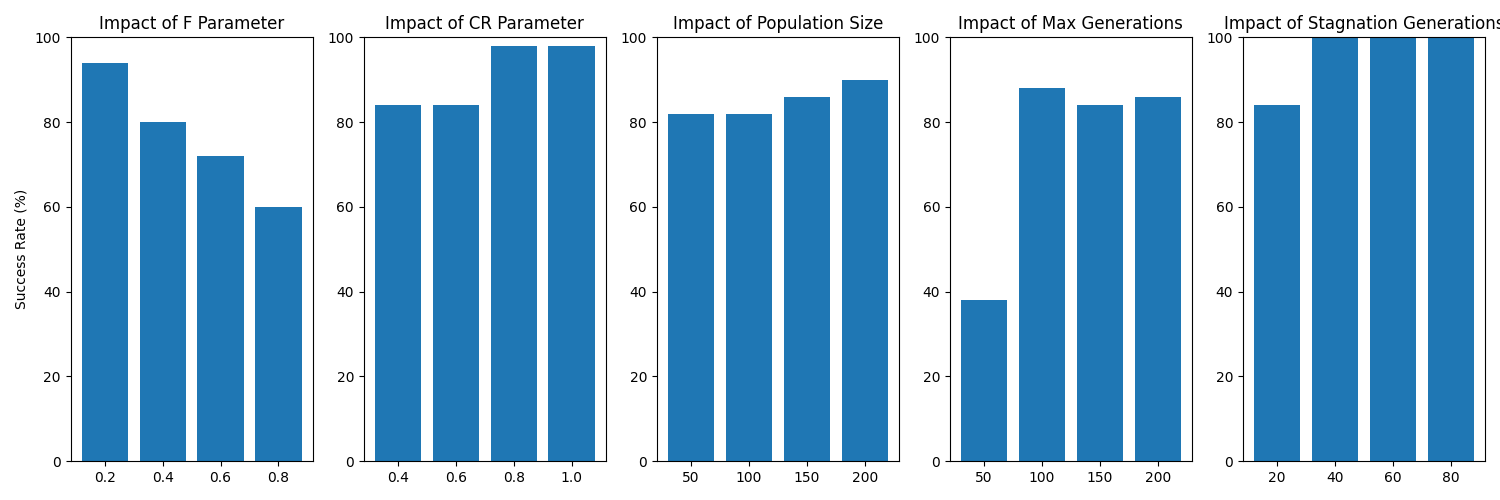 Impact of F Parameter
Impact of CR Parameter
Impact of Population Size
Impact of Max Generations
Impact of Stagnation Generations
Success Rate (%)
100
80
60
40
20
0
0.2 0.4 0.6 0.8
100
80
60
40
20
0
0.4 0.6 0.8 1.0
100
80
60
40
20
0
50 100 150 200
100
80
60
40
20
0
50 100 150 200
100
80
60
40
20
0
20 40 60 80